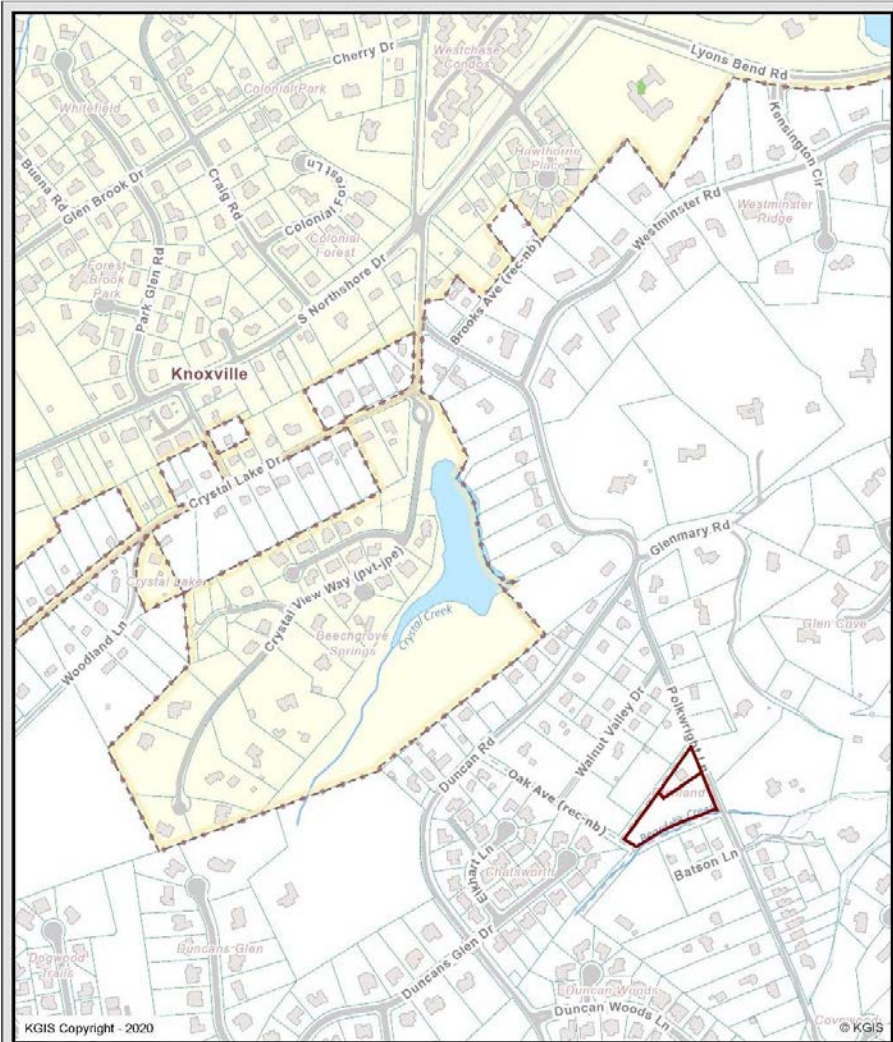 Cherry Dr
Westchase
Condos
Lyons Bend Rd
Colonial Park
Whitefield
Kensington Cir
Hawthorne
Place
Buena Rd
Glen Brook Dr
Craig Rd
Colonial Forest Ln
Westminster Rd
Westminster
Ridge
Colonial
Forest
Forest
Brook
Park
Park Glen Rd
S Northshore Dr
Brooks Ave (rec-nb)
Knoxville
Crystal Lake Dr
Glenmary Rd
Crystal View Way (pvt-jpe)
Crystal Lake
Crystal Creek
Beechgrove
Springs
Glen Cove
Woodland Ln
Polkwright Ln
Walnut Valley Dr
Duncan Rd
Oak Ave (rec-nb)
Batson Ln
Elkhart Ln
Chatsworth
Duncans Glen
Duncans Glen Dr
Dogwood
Trails
Duncan Woods
Duncan Woods Ln
KGIS Copyright - 2020
© KGIS